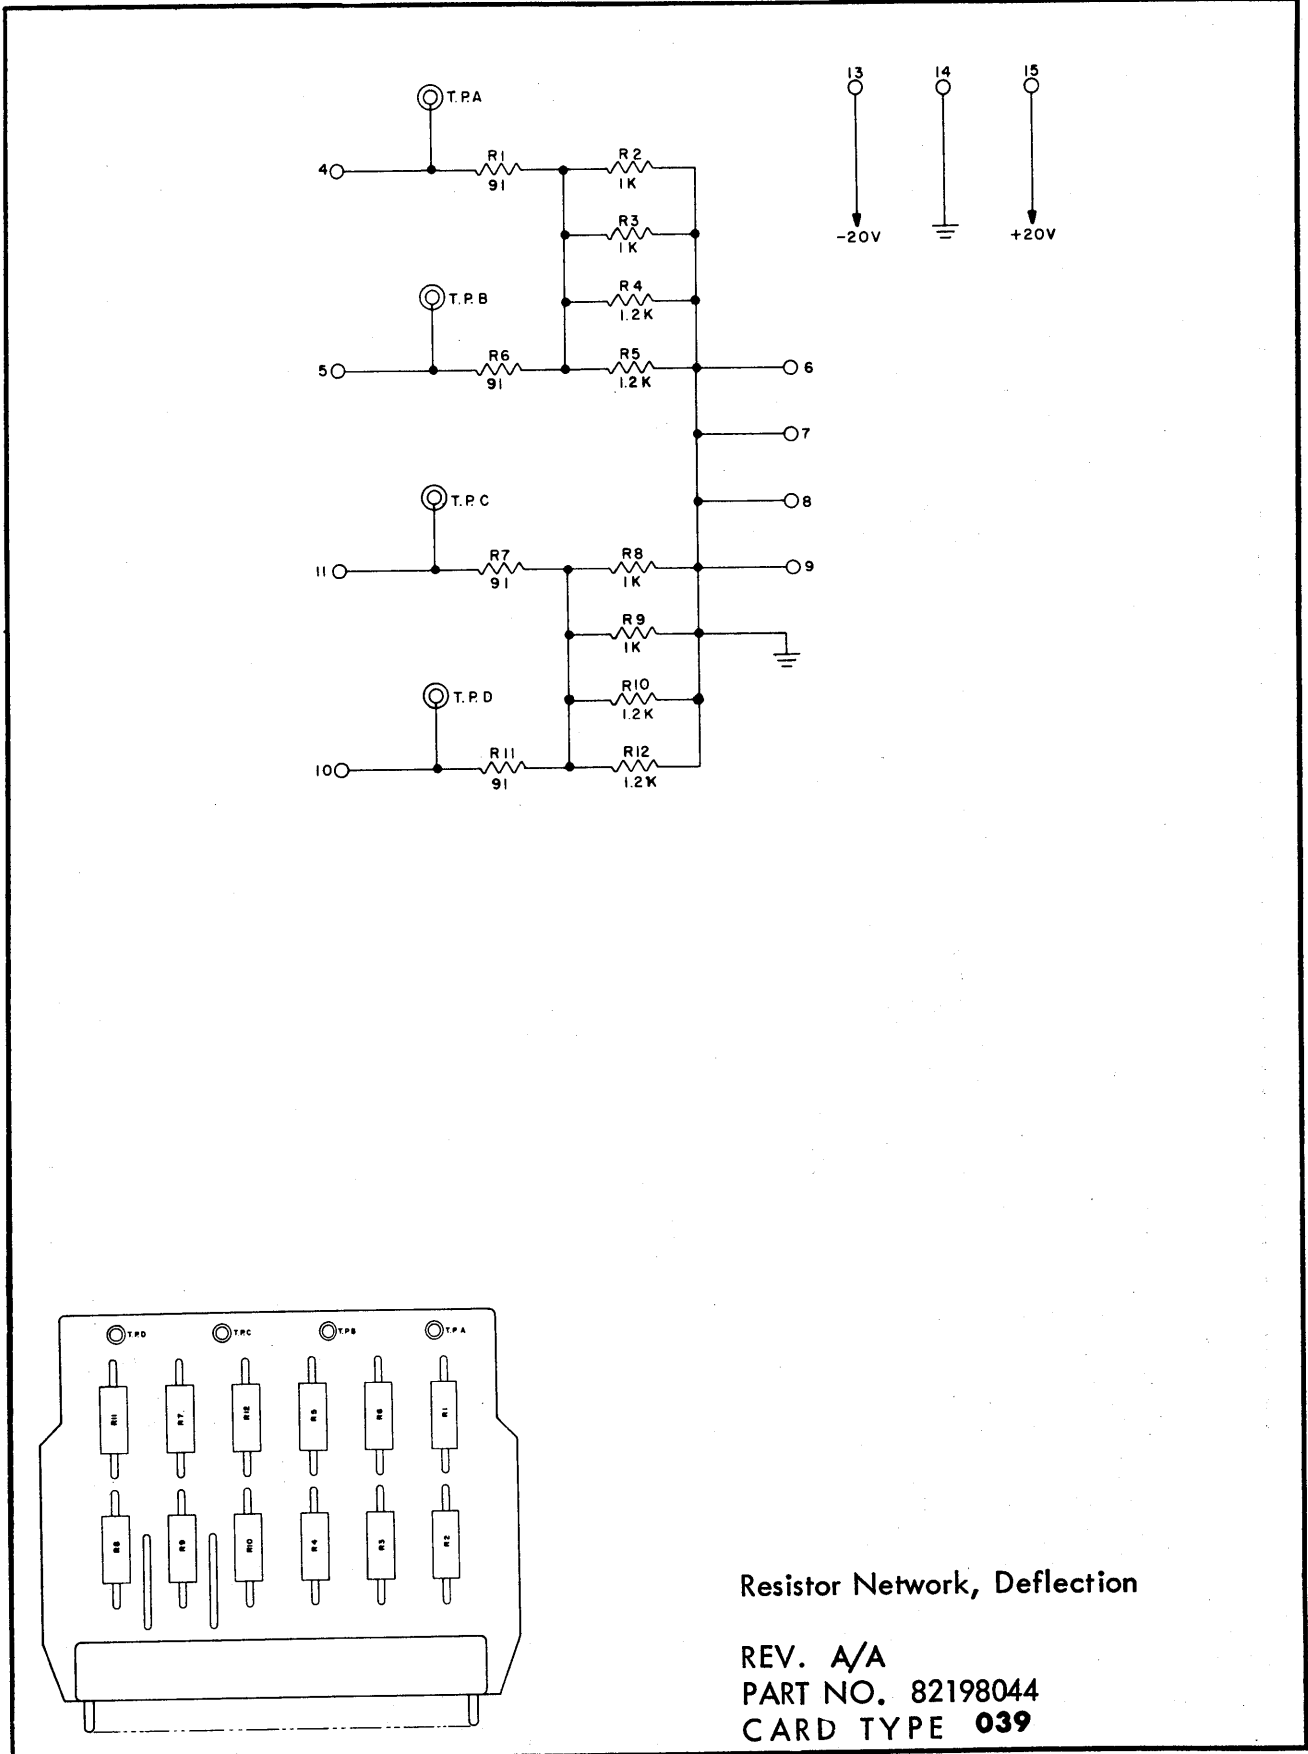 13 14 15
T.P.A
R1 R2
4
91 1K
R3
1K
-20V +20V
R4
T.P.B
1.2K
R6 R5
5 6
91 1.2K
7
T.P.C
8
R7 R8
11 9
91 1K
R9
1K
R10
T.P.D
1.2K
R11 R12
10
91 1.2K
T.P.D T.P.C T.P.B T.P.A
R11 R7 R12 R5 R6 R1
R8 R9 R10 R4 R3 R2
Resistor Network, Deflection
REV. A/A
PART NO. 82198044
CARD TYPE 039